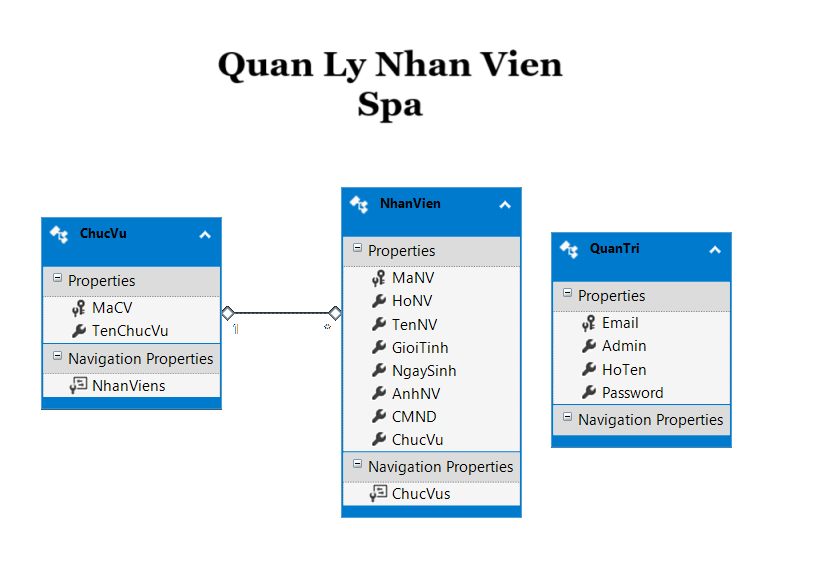 Quan Ly Nhan Vien
Spa
ChucVu
Properties
MaCV
TenChucVu
Navigation Properties
NhanViens
1
*
NhanVien
Properties
MaNV
HoNV
TenNV
GioiTinh
NgaySinh
AnhNV
CMND
ChucVu
Navigation Properties
ChucVus
QuanTri
Properties
Email
Admin
HoTen
Password
Navigation Properties